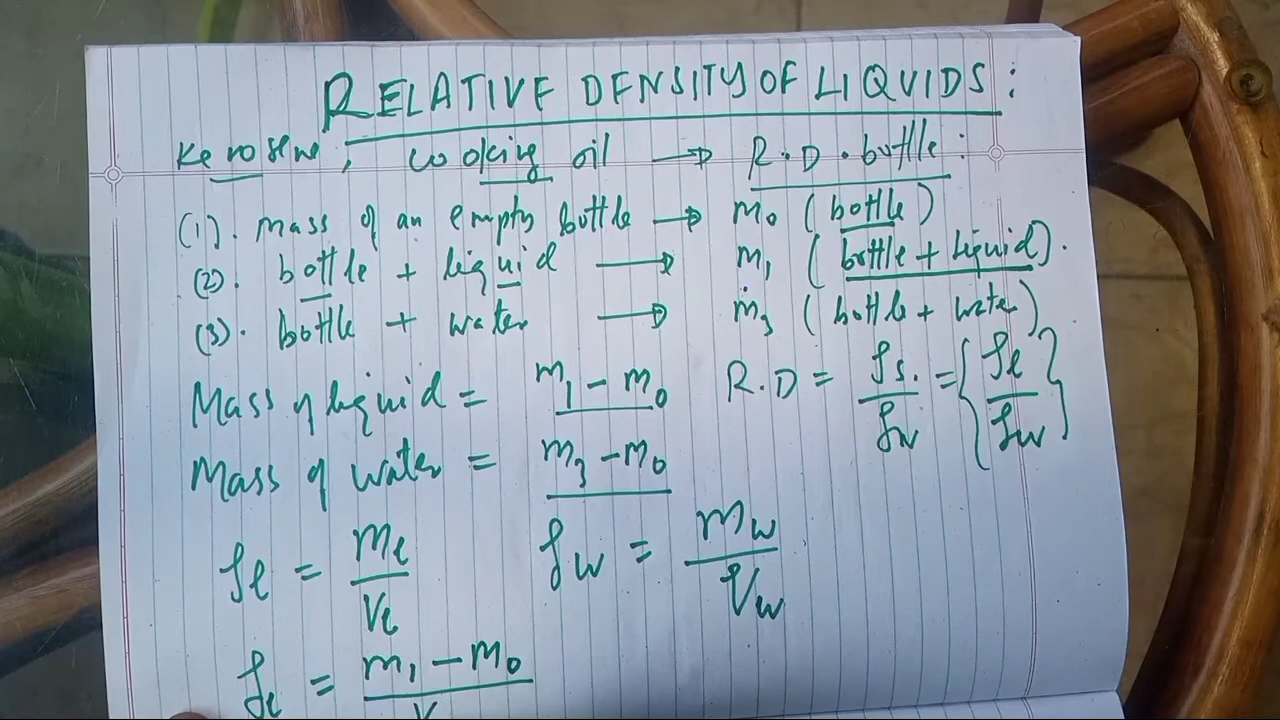 RELATIVE DENSITY OF LIQUIDS:
Kerosene, cooking oil → R.D. bottle:
(1). Mass of an empty bottle → m₀ (bottle)
(2). bottle + liquid → m₁ (bottle + liquid).
(3). bottle + water → m₃ (bottle + water)
Mass of liquid = m₁ – m₀
R.D = ρs. / ρw = {ρl / ρw}
Mass of water = m₃ – m₀
ρl = ml / Vl
ρw = mw / Vw
ρl = m₁ – m₀ / V